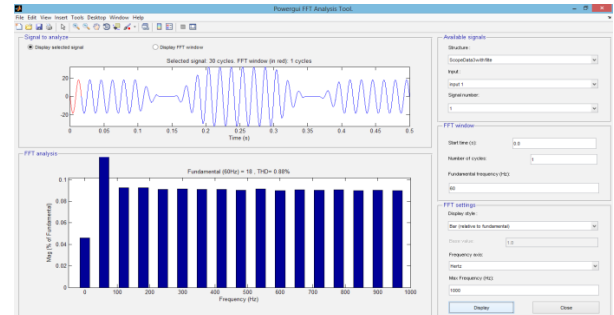 Powergui FFT Analysis Tool.
File Edit View Insert Tools Desktop Window Help
Signal to analyze
Display selected signal
Display FFT window
Selected signal: 30 cycles. FFT window (in red): 1 cycles
20
0
-20
0 0.05 0.1 0.15 0.2 0.25 0.3 0.35 0.4 0.45 0.5
Time (s)
FFT analysis
Fundamental (60Hz) = 18 , THD= 0.88%
Mag (% of Fundamental)
0.1
0.08
0.06
0.04
0.02
0
0 100 200 300 400 500 600 700 800 900 1000
Frequency (Hz)
Available signals
Structure :
Input :
input 1
Signal number:
1
FFT window
Start time (s):
0.0
Number of cycles:
1
Fundamental frequency (Hz):
60
FFT settings
Display style :
Bar (relative to fundamental)
Base value:
1.0
Frequency axis:
Hertz
Max Frequency (Hz):
1000
Display
Close